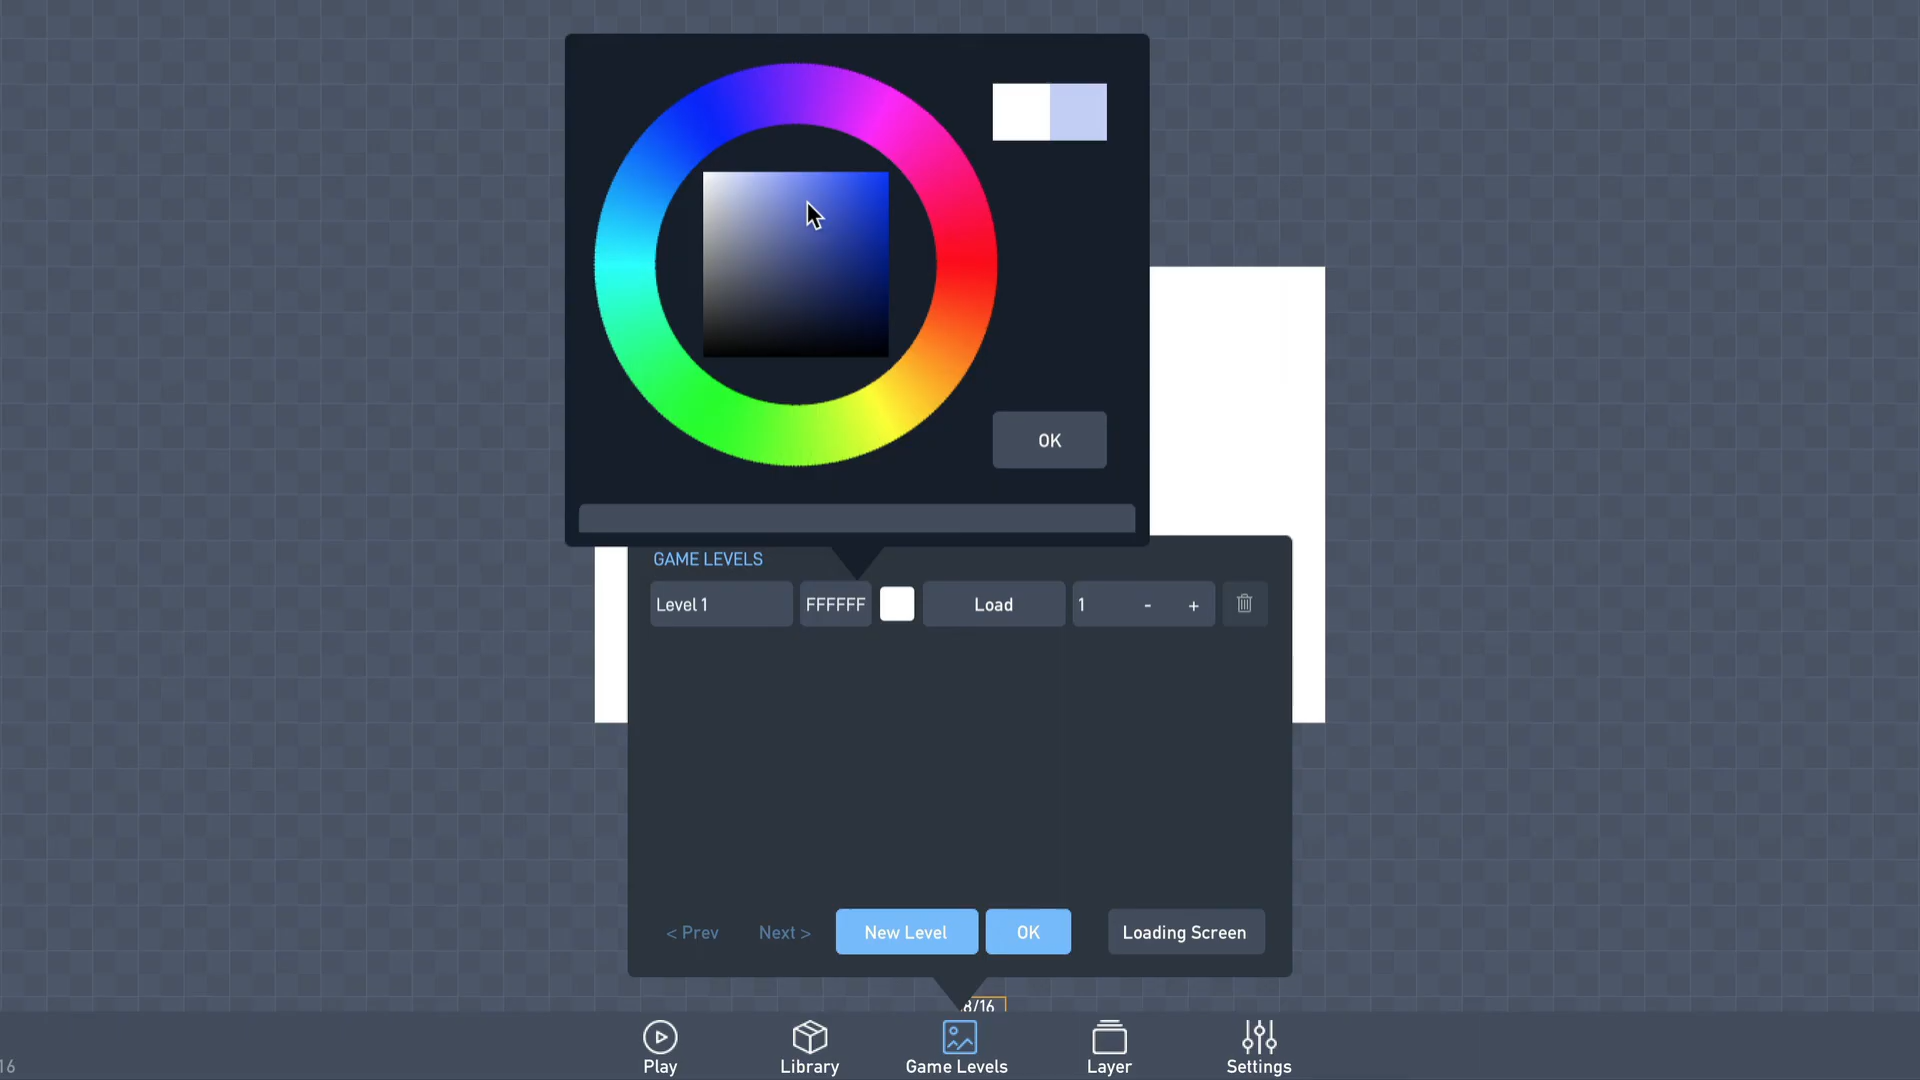 OK
GAME LEVELS
Level 1
FFFFFF
Load
1
-
+
< Prev
Next >
New Level
OK
Loading Screen
8/16
Play
Library
Game Levels
Layer
Settings
16